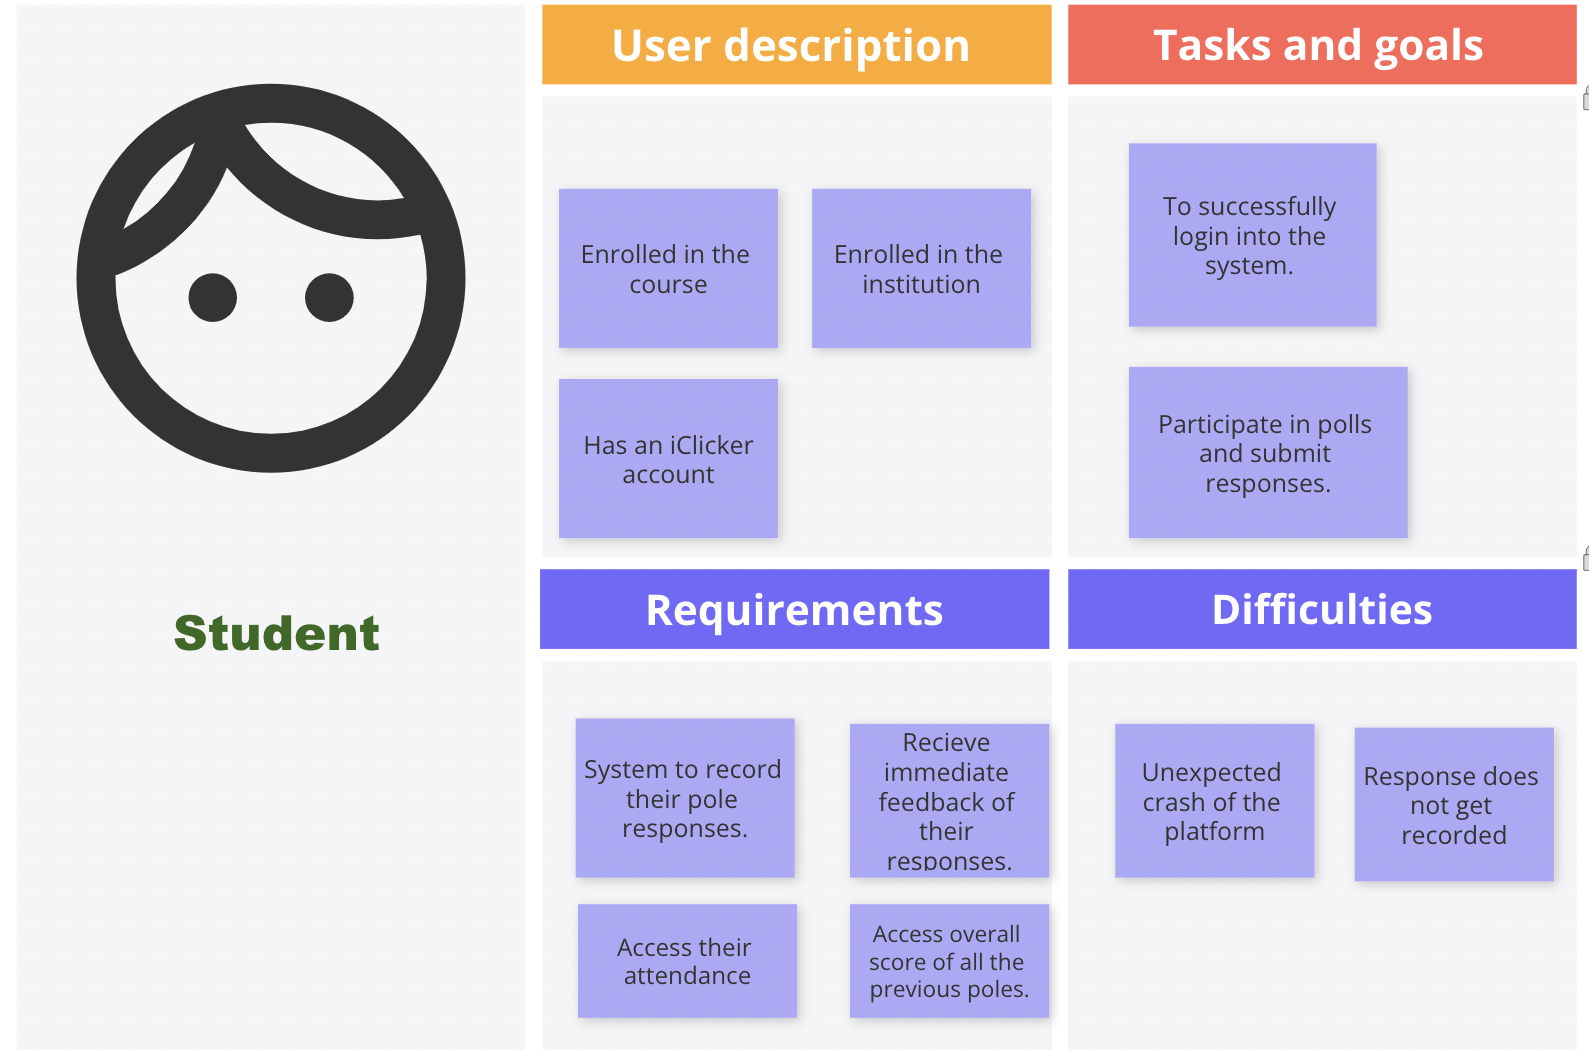 User description
Tasks and goals
Enrolled in the
course
Enrolled in the
institution
Has an iClicker
account
To successfully
login into the
system.
Participate in polls
and submit
responses.
Student
Requirements
Difficulties
System to record
their pole
responses.
Recieve
immediate
feedback of
their
responses.
Access their
attendance
Access overall
score of all the
previous poles.
Unexpected
crash of the
platform
Response does
not get
recorded